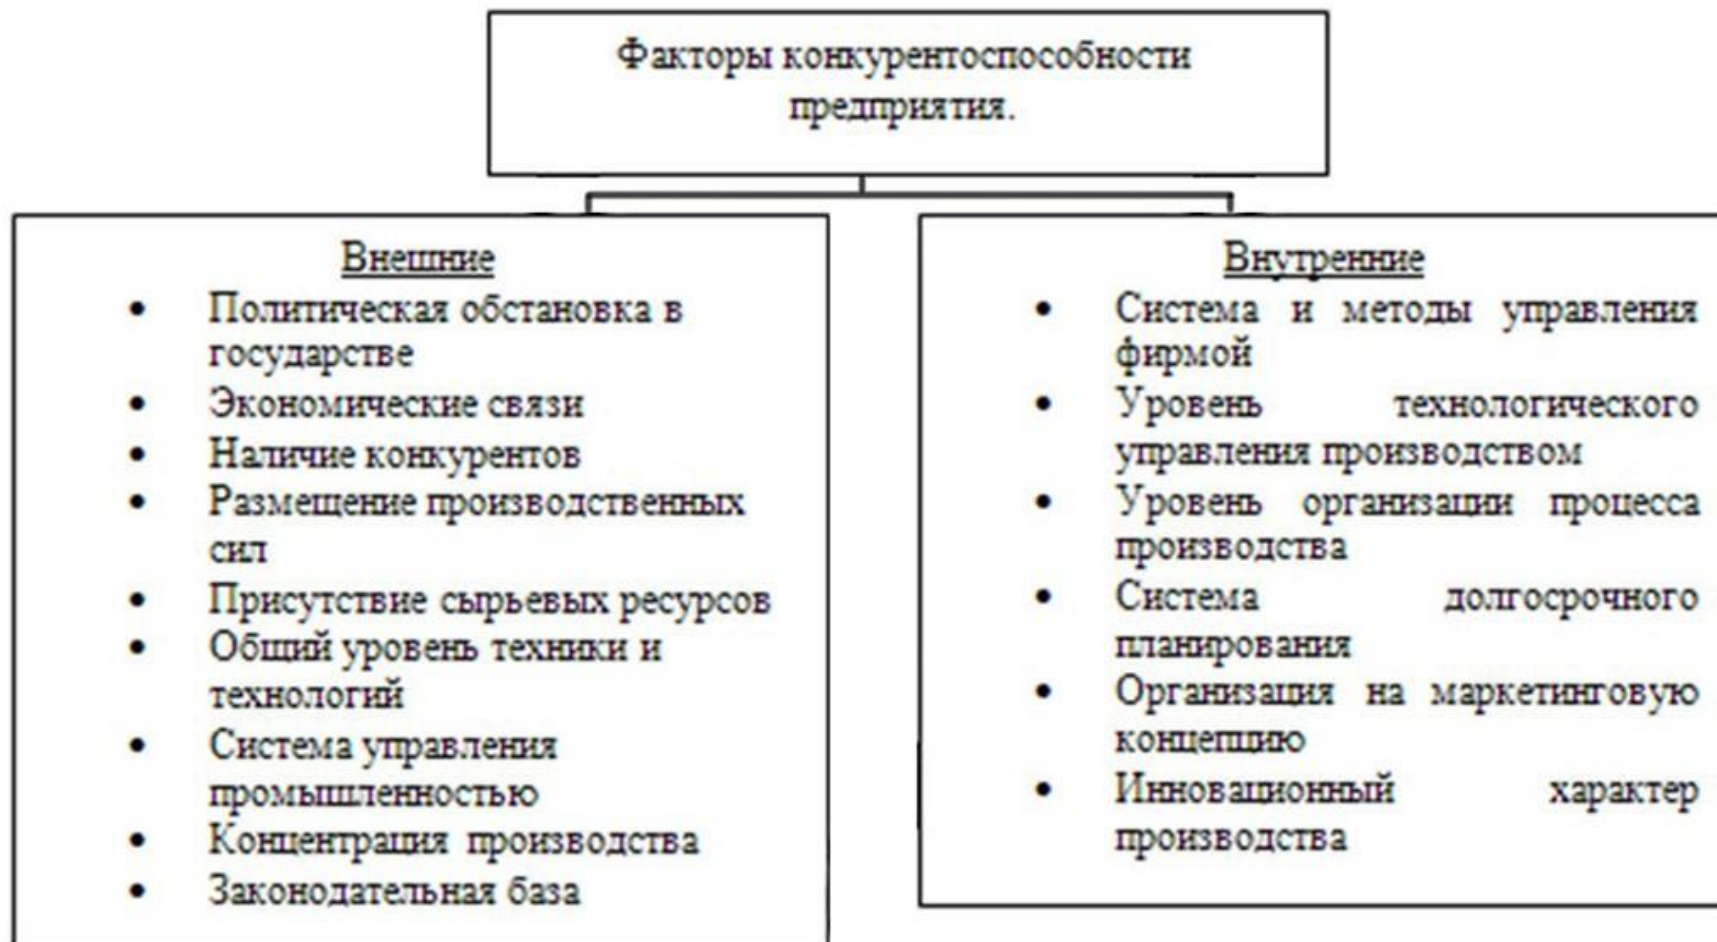 Факторы конкурентоспособности
предприятия.
Внешние
• Политическая обстановка в
государстве
• Экономические связи
• Наличие конкурентов
• Размещение производственных
сил
• Присутствие сырьевых ресурсов
• Общий уровень техники и
технологий
• Система управления
промышленностью
• Концентрация производства
• Законодательная база
Внутренние
• Система и методы управления
фирмой
• Уровень технологического
управления производством
• Уровень организации процесса
производства
• Система долгосрочного
планирования
• Организация на маркетинговую
концепцию
• Инновационный характер
производства